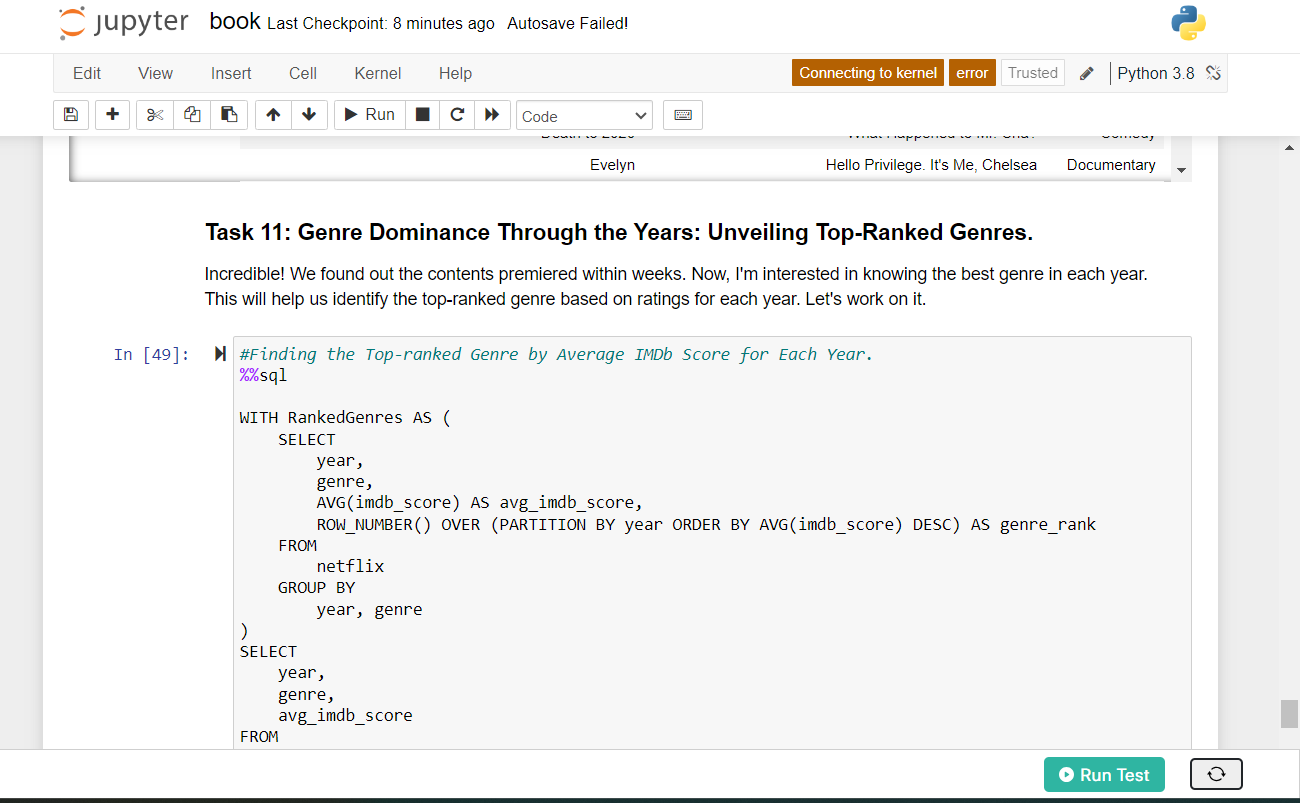 jupyter book Last Checkpoint: 8 minutes ago Autosave Failed!
Edit View Insert Cell Kernel Help Connecting to kernel error Trusted Python 3.8
Run Code
Evelyn Hello Privilege. It's Me, Chelsea Documentary
Task 11: Genre Dominance Through the Years: Unveiling Top-Ranked Genres.
Incredible! We found out the contents premiered within weeks. Now, I'm interested in knowing the best genre in each year.
This will help us identify the top-ranked genre based on ratings for each year. Let's work on it.
In [49]: #Finding the Top-ranked Genre by Average IMDb Score for Each Year.
%%sql
WITH RankedGenres AS (
SELECT
year,
genre,
AVG(imdb_score) AS avg_imdb_score,
ROW_NUMBER() OVER (PARTITION BY year ORDER BY AVG(imdb_score) DESC) AS genre_rank
FROM
netflix
GROUP BY
year, genre
)
SELECT
year,
genre,
avg_imdb_score
FROM
Run Test